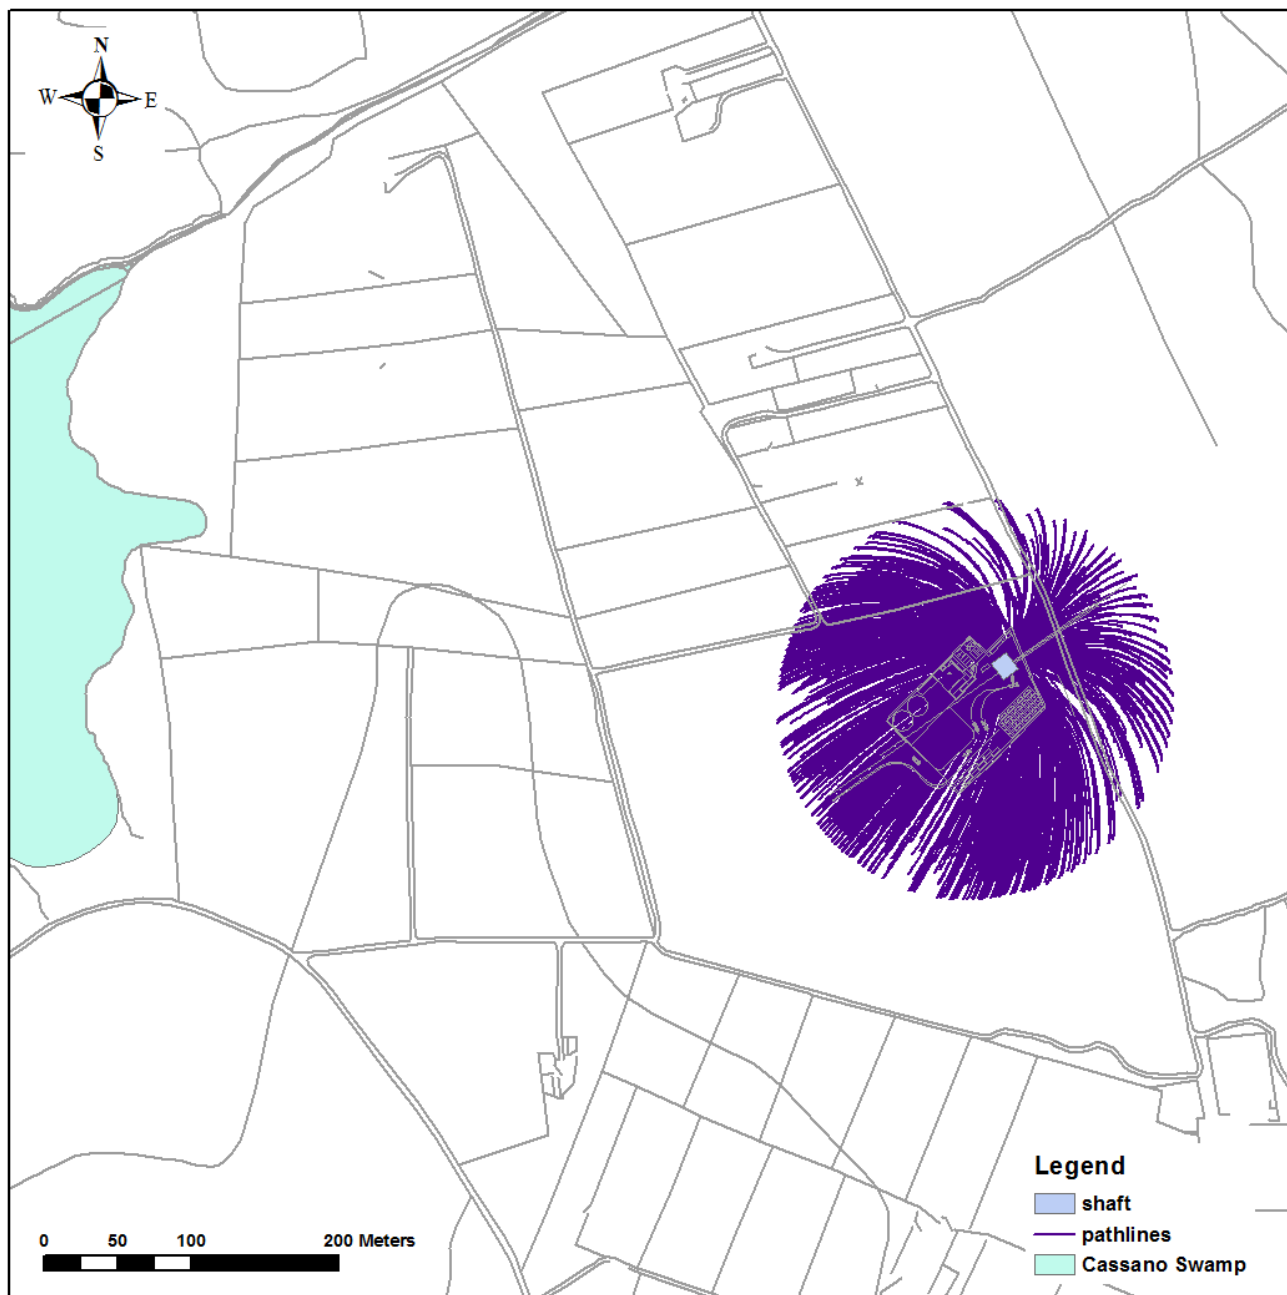 N
W E
S
Legend
shaft
pathlines
Cassano Swamp
0 50 100 200 Meters